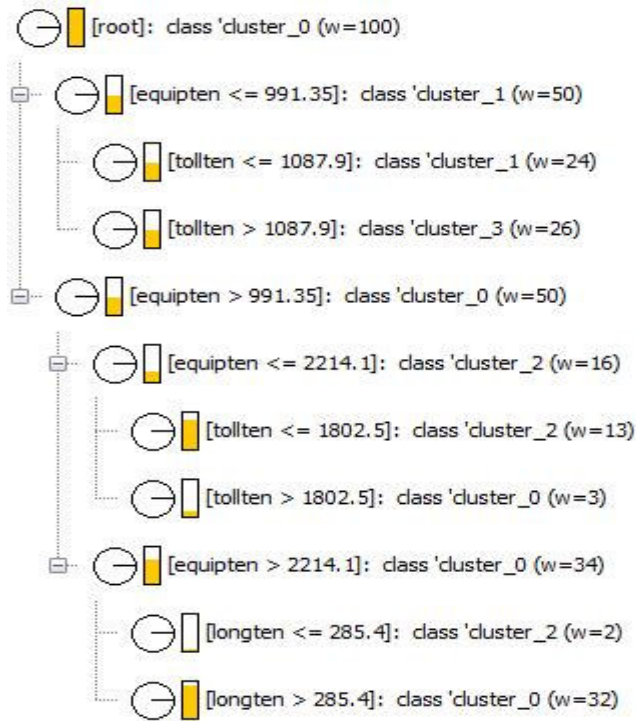 [root]: class 'cluster_0 (w=100)
[equipten <= 991.35]: class 'cluster_1 (w=50)
[tollten <= 1087.9]: class 'cluster_1 (w=24)
[tollten > 1087.9]: class 'cluster_3 (w=26)
[equipten > 991.35]: class 'cluster_0 (w=50)
[equipten <= 2214.1]: class 'cluster_2 (w=16)
[tollten <= 1802.5]: class 'cluster_2 (w=13)
[tollten > 1802.5]: class 'cluster_0 (w=3)
[equipten > 2214.1]: class 'cluster_0 (w=34)
[longten <= 285.4]: class 'cluster_2 (w=2)
[longten > 285.4]: class 'cluster_0 (w=32)